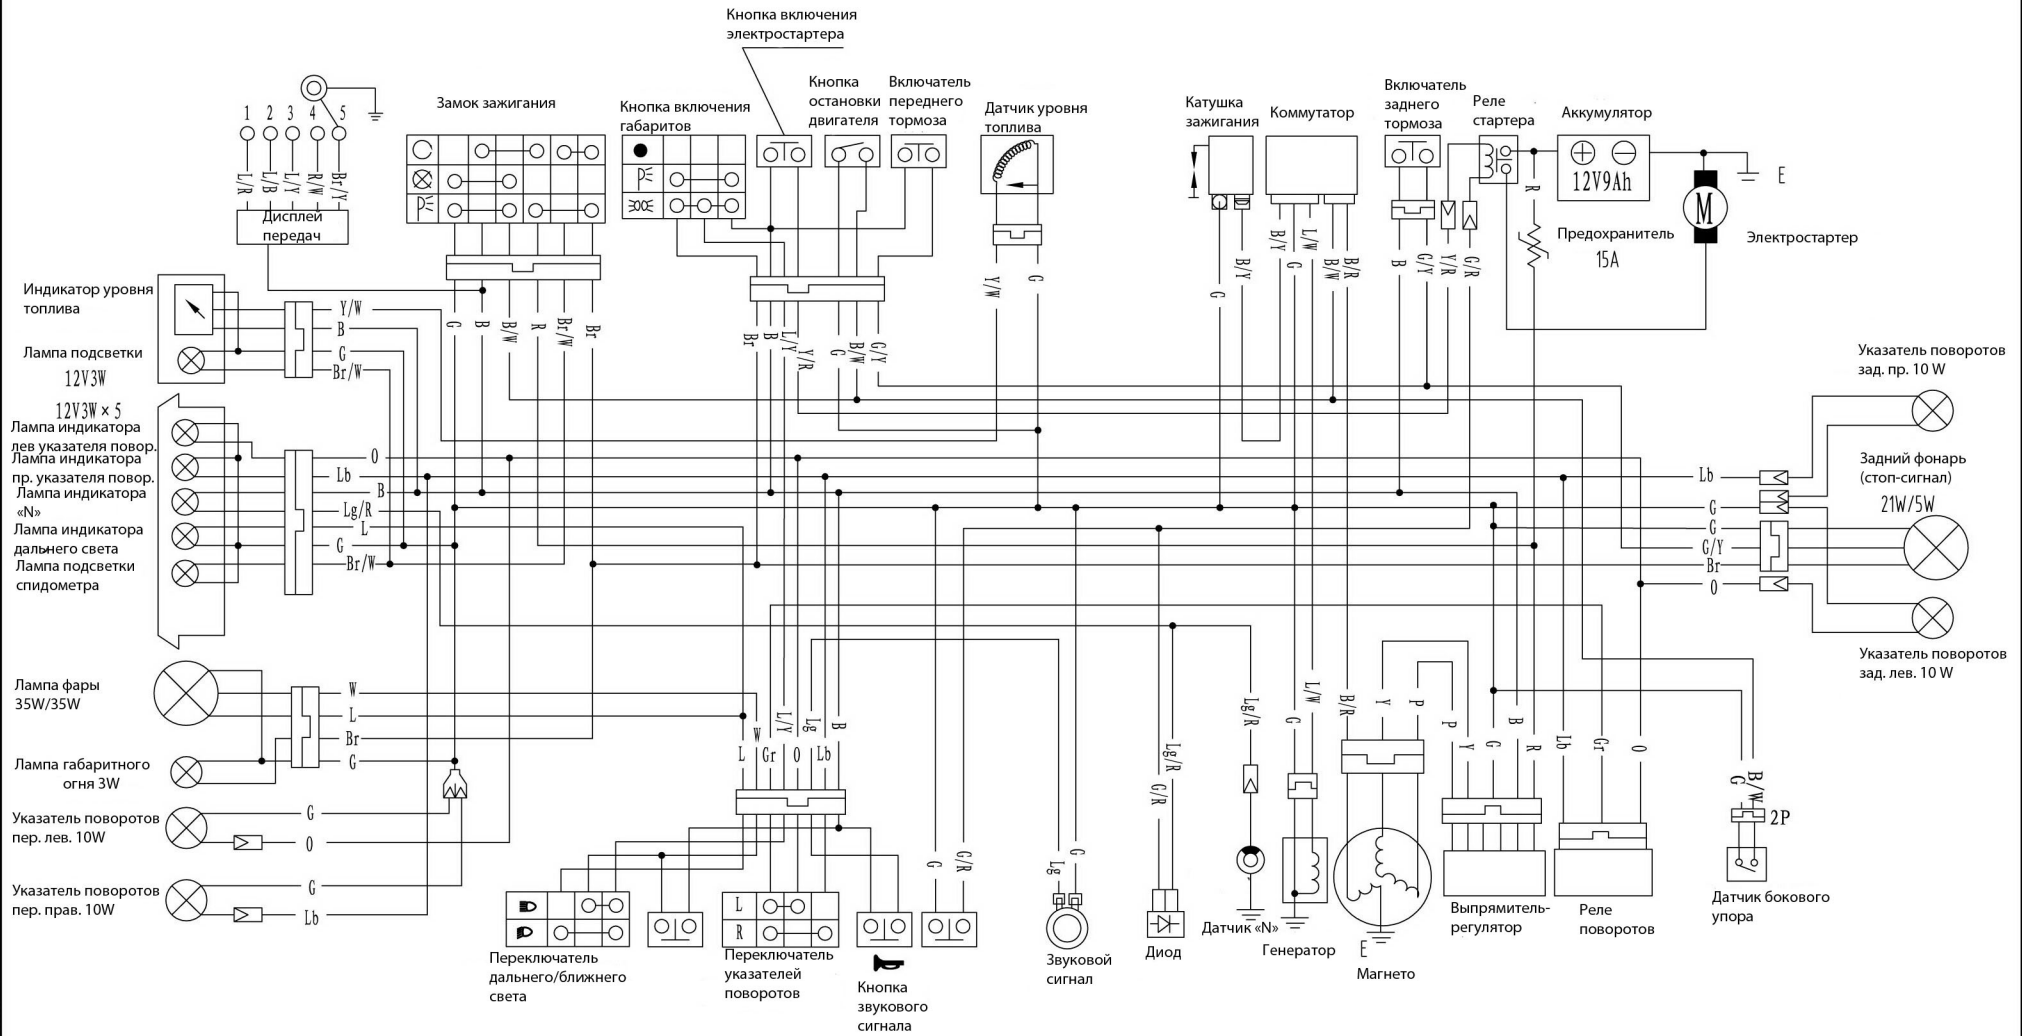 Кнопка включения
электростартера
Замок зажигания
Кнопка включения
габаритов
Кнопка
остановки
двигателя
Включатель
переднего
тормоза
Датчик уровня
топлива
Катушка
зажигания
Коммутатор
Включатель
заднего
тормоза
Реле
стартера
Аккумулятор
12V9Ah
E
M
Электростартер
Предохранитель
15A
1 2 3 4 5
L/R L/B L/Y R/W Br/Y
Дисплей
передач
Индикатор уровня
топлива
Лампа подсветки
12V3W
12V3W × 5
Лампа индикатора
лев указателя повор.
Лампа индикатора
пр. указателя повор.
Лампа индикатора
«N»
Лампа индикатора
дальнего света
Лампа подсветки
спидометра
Y/W
B
G
Br/W
O
Lb
B
Lg/R
L
G
Br/W
G B B/W R Br/W Br
Br B L/Y Y/R G B/W G/Y
Y/W G
G B/Y B/Y G L/W B/W B/R
B G/Y Y/R G/R R
Указатель поворотов
зад. пр. 10 W
Задний фонарь
(стоп-сигнал)
21W/5W
Lb
G
G
G/Y
Br
O
Указатель поворотов
зад. лев. 10 W
Лампа фары
35W/35W
W
L
Br
G
Лампа габаритного
огня 3W
Указатель поворотов
пер. лев. 10W
G
O
Указатель поворотов
пер. прав. 10W
G
Lb
L W Gr L/Y O Lg Lb B
G G/R
Lg G
G/R Lg/R
Lg/R
G L/W
B/R Y P
P Y G B R
Lb Gr O
G B/W
2P
L
R
E
Переключатель
дальнего/ближнего
света
Переключатель
указателей
поворотов
Кнопка
звукового
сигнала
Звуковой
сигнал
Диод
Датчик «N»
Генератор
Магнето
Выпрямитель-
регулятор
Реле
поворотов
Датчик бокового
упора